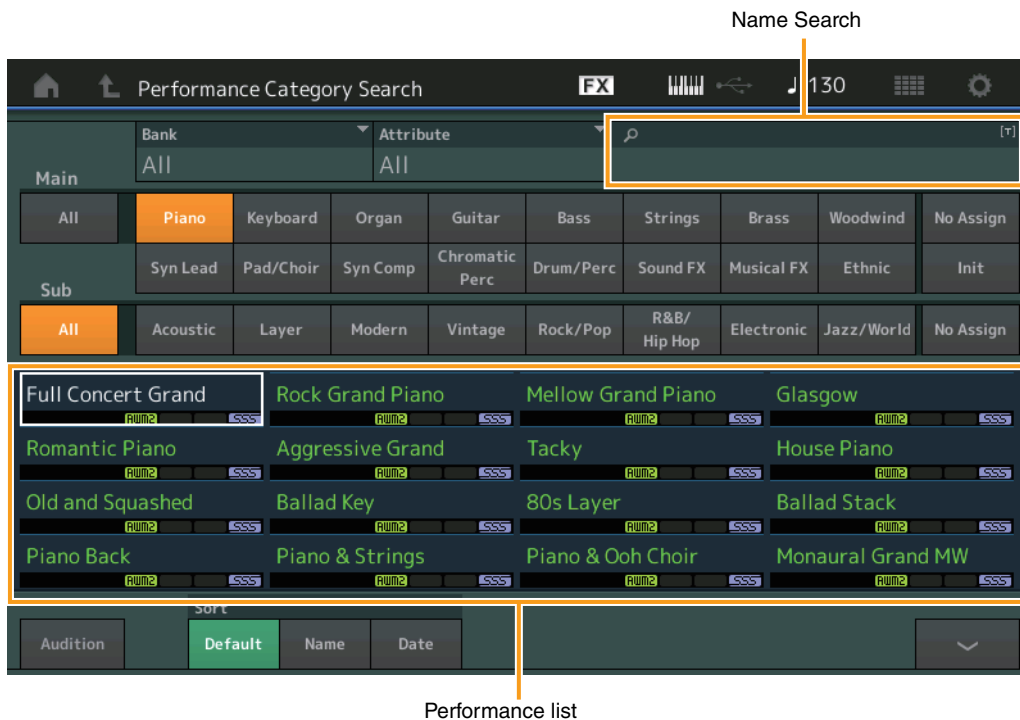 Name Search
Performance Category Search FX 130
Bank Attribute [T]
All All
Main
All Piano Keyboard Organ Guitar Bass Strings Brass Woodwind No Assign
Syn Lead Pad/Choir Syn Comp Chromatic Perc Drum/Perc Sound FX Musical FX Ethnic Init
Sub
All Acoustic Layer Modern Vintage Rock/Pop R&B/ Hip Hop Electronic Jazz/World No Assign
Full Concert Grand Rock Grand Piano Mellow Grand Piano Glasgow
AWM2 SSS AWM2 SSS AWM2 SSS AWM2 SSS
Romantic Piano Aggressive Grand Tacky House Piano
AWM2 SSS AWM2 SSS AWM2 SSS AWM2 SSS
Old and Squashed Ballad Key 80s Layer Ballad Stack
AWM2 SSS AWM2 SSS AWM2 SSS AWM2 SSS
Piano Back Piano & Strings Piano & Ooh Choir Monaural Grand MW
AWM2 SSS AWM2 SSS AWM2 SSS AWM2 SSS
Sort
Audition Default Name Date
Performance list